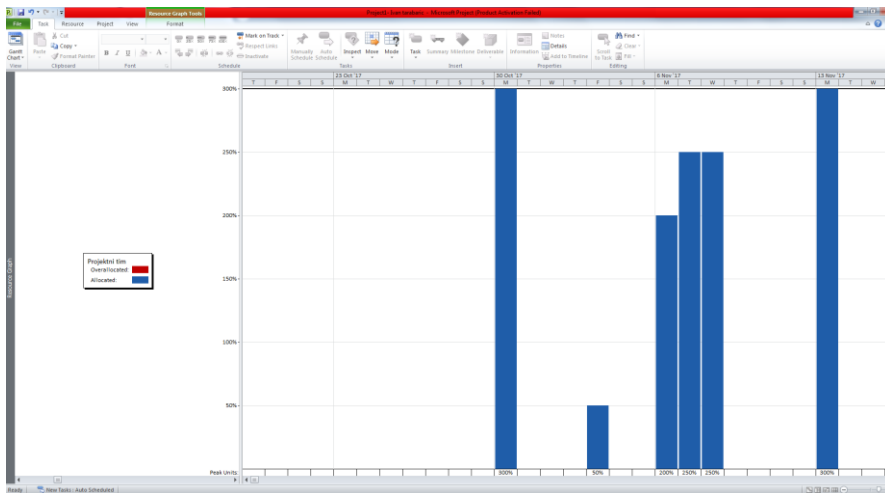 Resource Graph Tools
Project1 - Ivan karabatic - Microsoft Project (Product Activation Failed)
File Task Resource Project View Format
Gantt Chart
View
Paste
Cut
Copy
Format Painter
Clipboard
B I U A
Font
Mark on Track
Respect Links
Inactivate
Schedule
Manually Schedule
Auto Schedule
Inspect Move Mode
Tasks
Task Summary Milestone Deliverable
Insert
Information
Notes
Details
Add to Timeline
Properties
Scroll to Task
Find
Clear
Fill
Editing
23 Oct '17 30 Oct '17 6 Nov '17 13 Nov '17
T F S S M T W T F S S M T W T F S S M T W T F S S M T W
300%
250%
200%
150%
100%
50%
Resource Graph
Projektni tim
Overallocated:
Allocated:
Peak Units: 300% 50% 200% 250% 250% 300%
Ready New Tasks : Auto Scheduled